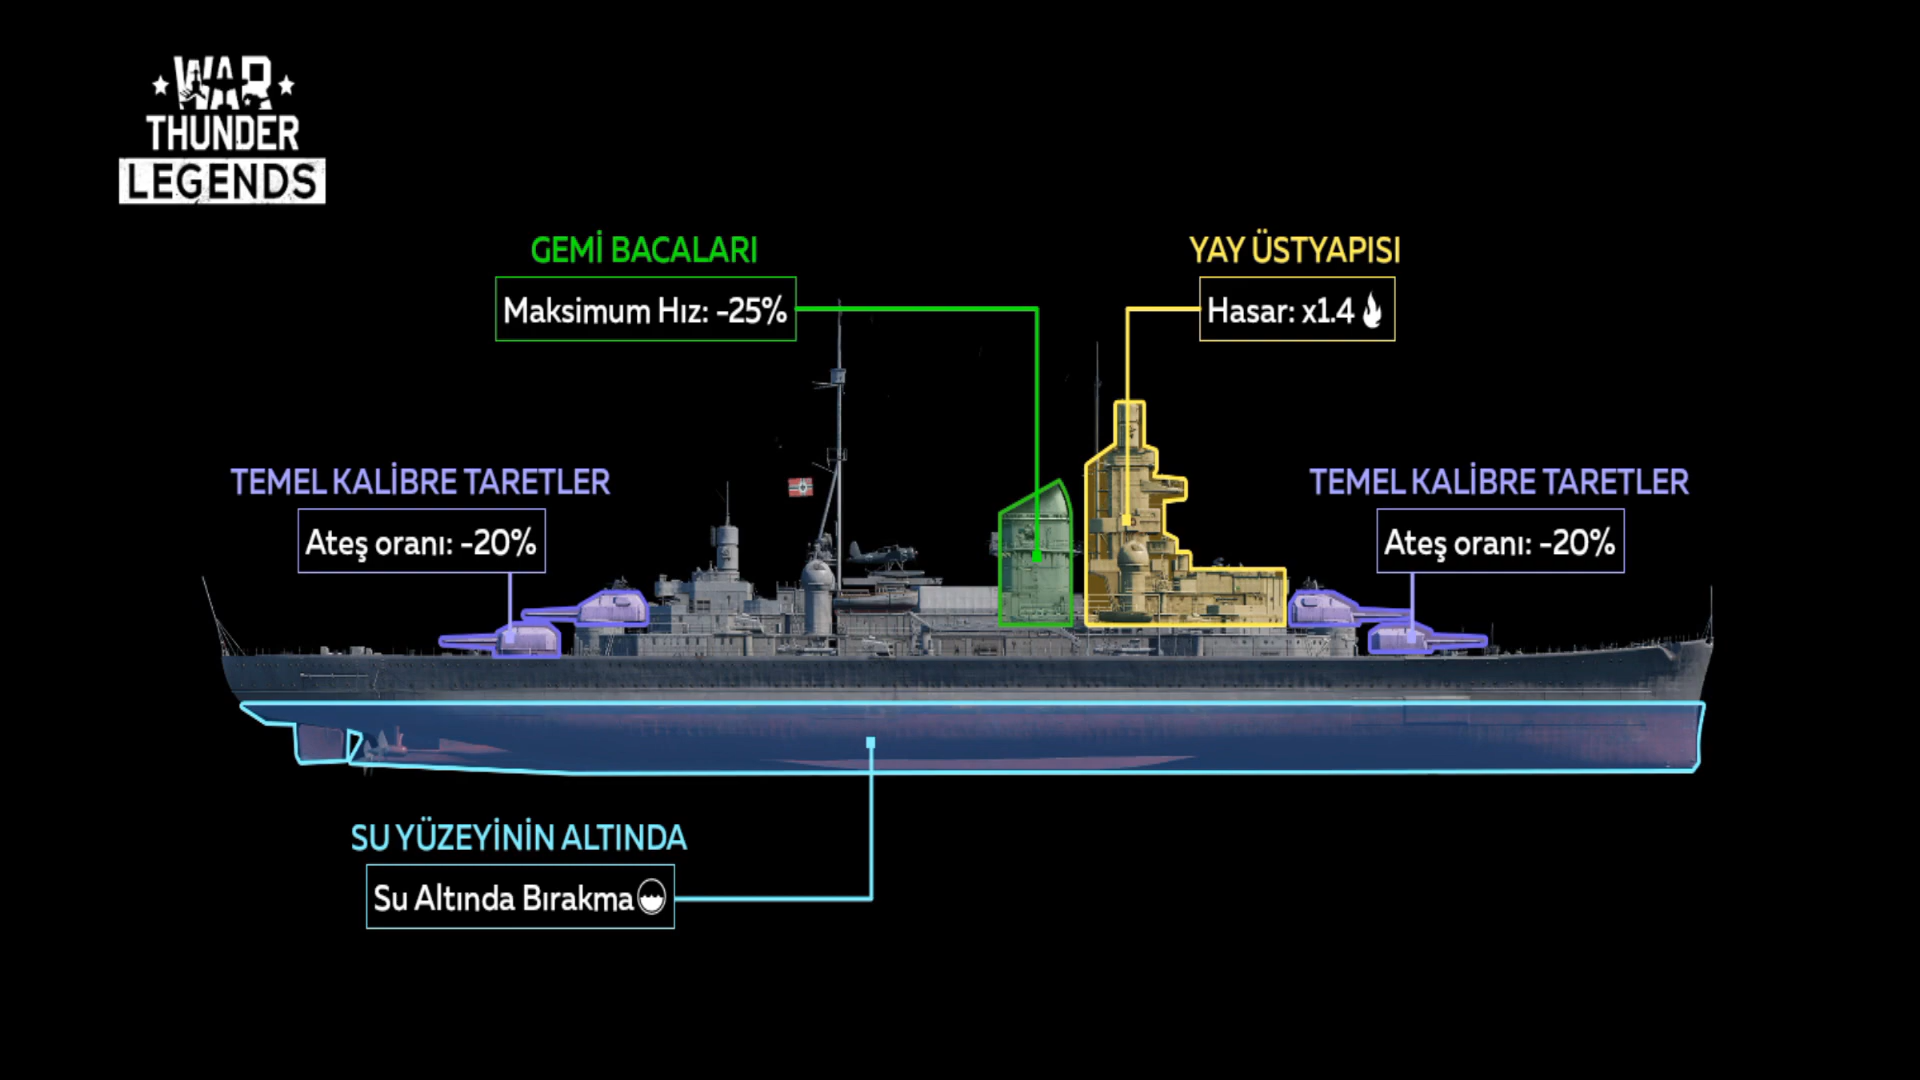 WAR
THUNDER
LEGENDS
GEMİ BACALARI
Maksimum Hız: -25%
YAY ÜSTYAPISI
Hasar: x1.4
TEMEL KALİBRE TARETLER
Ateş oranı: -20%
TEMEL KALİBRE TARETLER
Ateş oranı: -20%
SU YÜZEYİNİN ALTINDA
Su Altında Bırakma